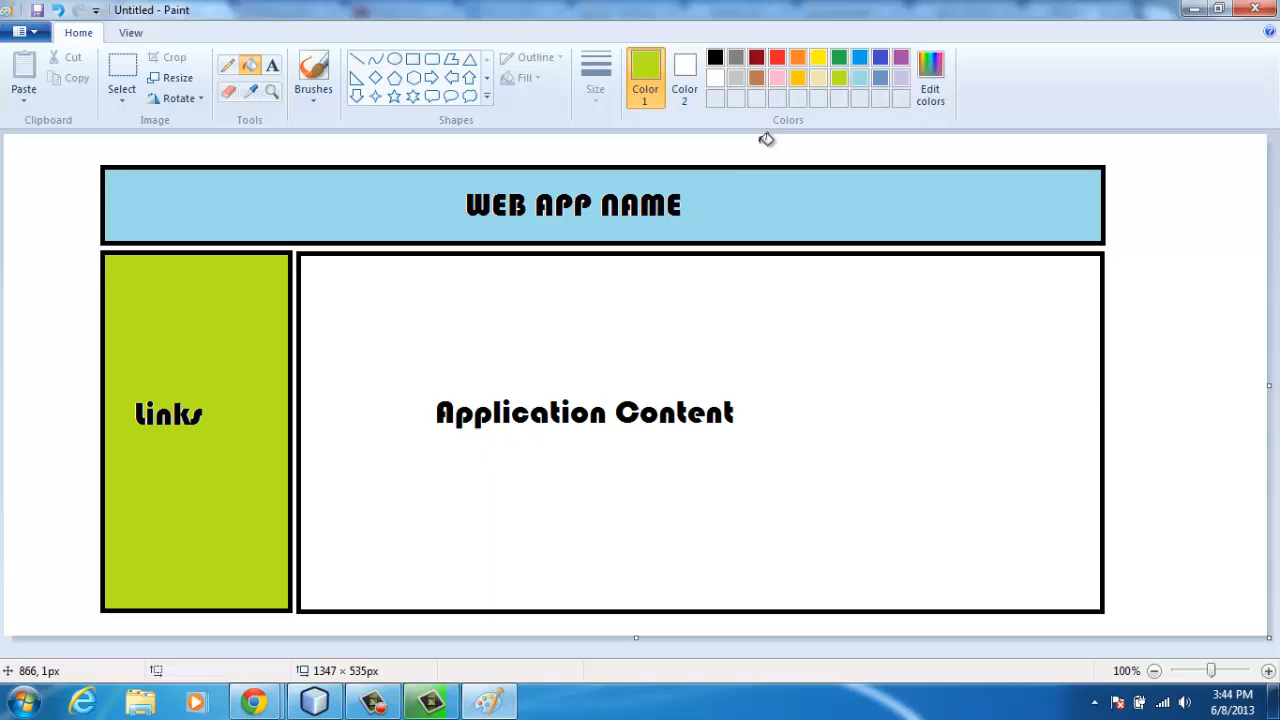 Untitled - Paint
Home
View
Paste
Cut
Copy
Clipboard
Select
Crop
Resize
Rotate
Image
A
Tools
Brushes
Outline
Fill
Shapes
Size
Color 1
Color 2
Edit colors
Colors
WEB APP NAME
Links
Application Content
866, 1px
1347 × 535px
100%
3:44 PM
6/8/2013